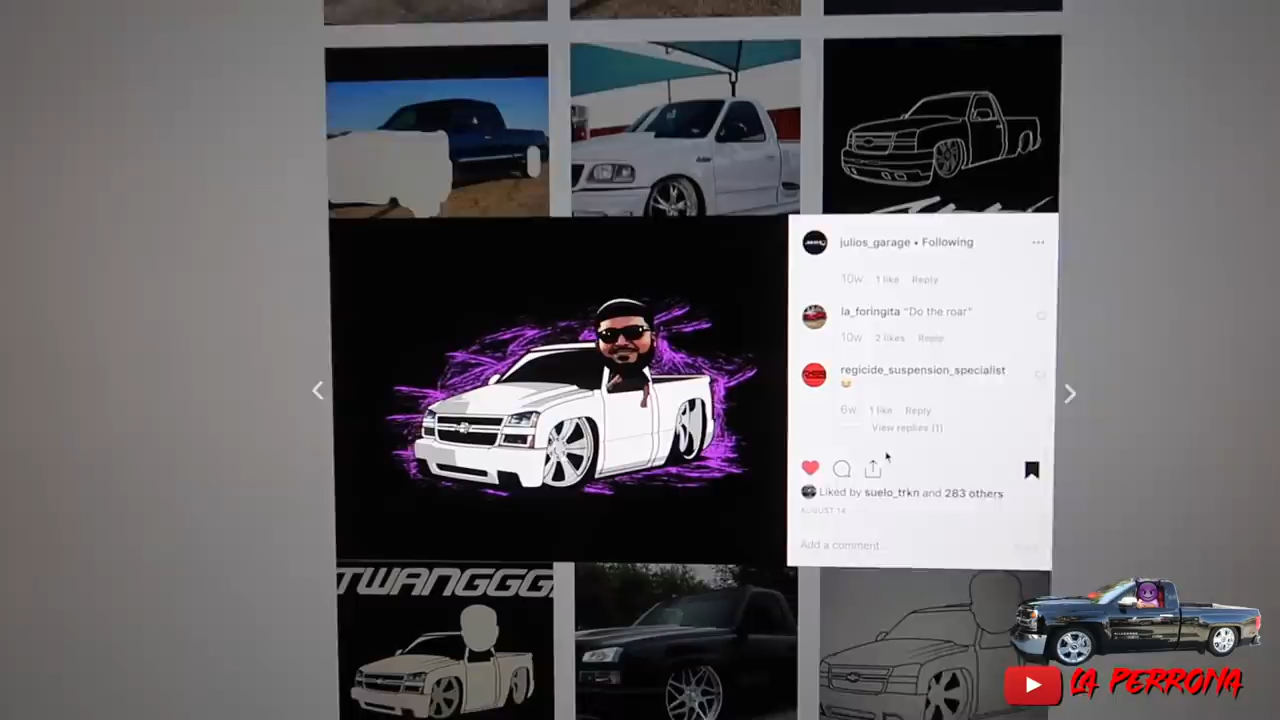 julios_garage • Following
10w 1 like Reply
la_foringita "Do the roar"
10w 2 likes Reply
regicide_suspension_specialist
😂
6w 1 like Reply
View replies (1)
Liked by suelo_trkn and 283 others
AUGUST 14
Add a comment...
TWANGGG
LA PERRONA